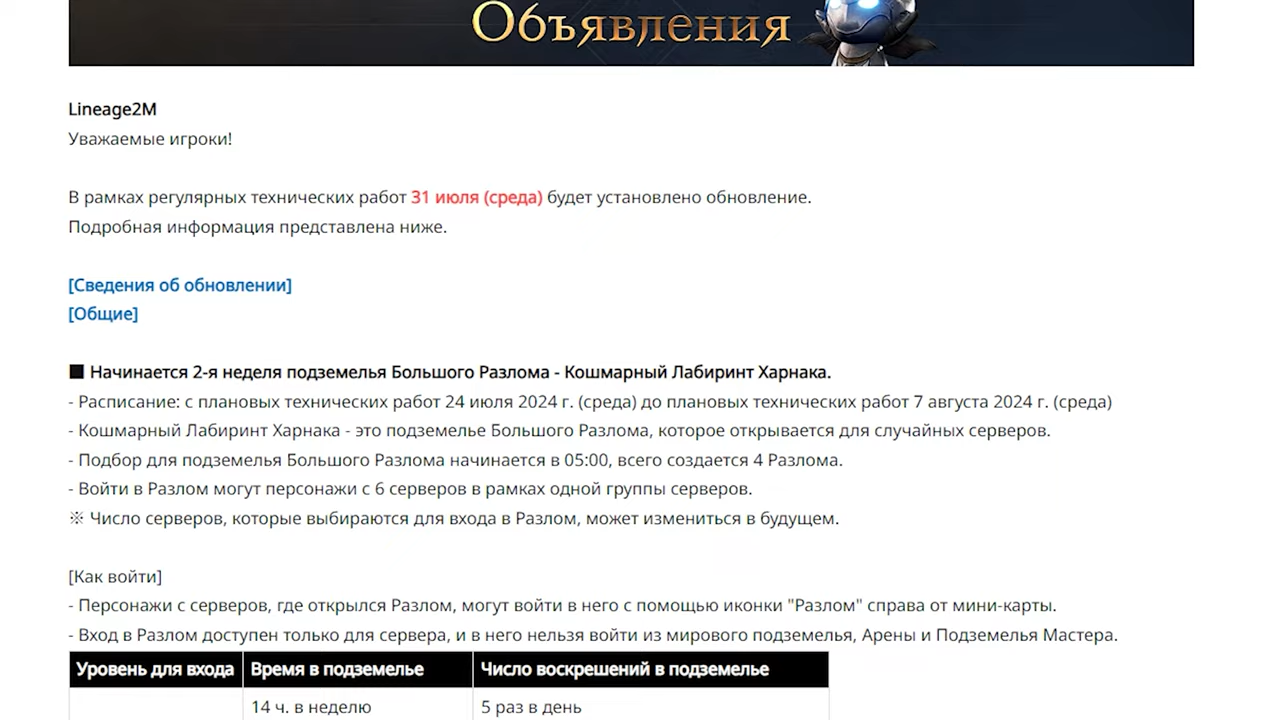 Объявления
Lineage2M
Уважаемые игроки!
В рамках регулярных технических работ 31 июля (среда) будет установлено обновление.
Подробная информация представлена ниже.
[Сведения об обновлении]
[Общие]
■ Начинается 2-я неделя подземелья Большого Разлома - Кошмарный Лабиринт Харнака.
- Расписание: с плановых технических работ 24 июля 2024 г. (среда) до плановых технических работ 7 августа 2024 г. (среда)
- Кошмарный Лабиринт Харнака - это подземелье Большого Разлома, которое открывается для случайных серверов.
- Подбор для подземелья Большого Разлома начинается в 05:00, всего создается 4 Разлома.
- Войти в Разлом могут персонажи с 6 серверов в рамках одной группы серверов.
※ Число серверов, которые выбираются для входа в Разлом, может измениться в будущем.
[Как войти]
- Персонажи с серверов, где открылся Разлом, могут войти в него с помощью иконки "Разлом" справа от мини-карты.
- Вход в Разлом доступен только для сервера, и в него нельзя войти из мирового подземелья, Арены и Подземелья Мастера.
Уровень для входа Время в подземелье Число воскрешений в подземелье
14 ч. в неделю 5 раз в день